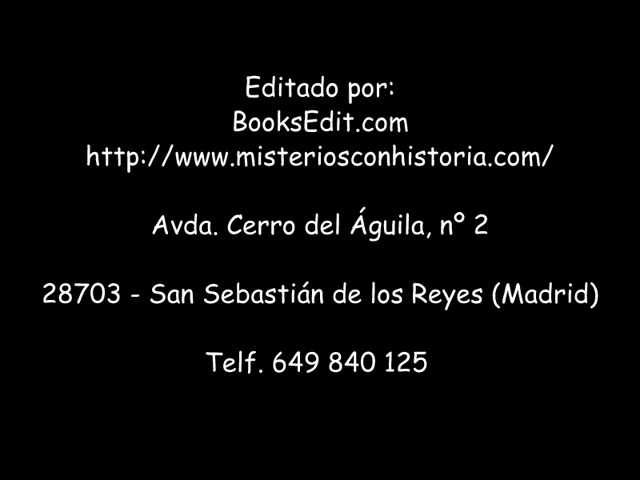 Editado por:
BooksEdit.com
http://www.misteriosconhistoria.com/
Avda. Cerro del Águila, nº 2
28703 - San Sebastián de los Reyes (Madrid)
Telf. 649 840 125